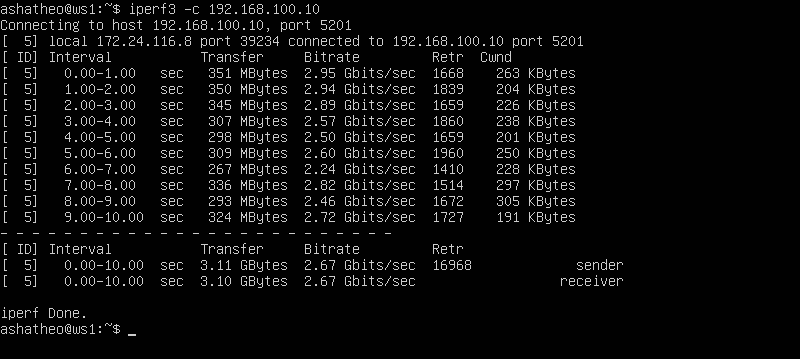 ashatheo@ws1:~$ iperf3 -c 192.168.100.10
Connecting to host 192.168.100.10, port 5201
[  5] local 172.24.116.8 port 39234 connected to 192.168.100.10 port 5201
[ ID] Interval           Transfer     Bitrate         Retr  Cwnd
[  5]   0.00-1.00   sec   351 MBytes  2.95 Gbits/sec  1668    263 KBytes
[  5]   1.00-2.00   sec   350 MBytes  2.94 Gbits/sec  1839    204 KBytes
[  5]   2.00-3.00   sec   345 MBytes  2.89 Gbits/sec  1659    226 KBytes
[  5]   3.00-4.00   sec   307 MBytes  2.57 Gbits/sec  1860    238 KBytes
[  5]   4.00-5.00   sec   298 MBytes  2.50 Gbits/sec  1659    201 KBytes
[  5]   5.00-6.00   sec   309 MBytes  2.60 Gbits/sec  1960    250 KBytes
[  5]   6.00-7.00   sec   267 MBytes  2.24 Gbits/sec  1410    228 KBytes
[  5]   7.00-8.00   sec   336 MBytes  2.82 Gbits/sec  1514    297 KBytes
[  5]   8.00-9.00   sec   293 MBytes  2.46 Gbits/sec  1672    305 KBytes
[  5]   9.00-10.00  sec   324 MBytes  2.72 Gbits/sec  1727    191 KBytes
- - - - - - - - - - - - - - - - - - - - - - - - -
[ ID] Interval           Transfer     Bitrate         Retr
[  5]   0.00-10.00  sec  3.11 GBytes  2.67 Gbits/sec  16968             sender
[  5]   0.00-10.00  sec  3.10 GBytes  2.67 Gbits/sec                  receiver

iperf Done.
ashatheo@ws1:~$ _